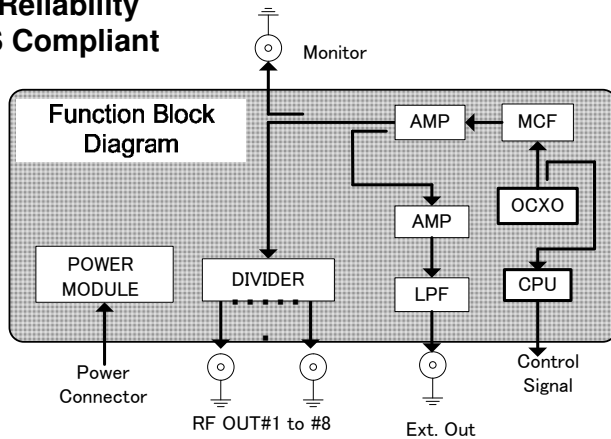 Reliability
Compliant
Monitor
Function Block
Diagram
AMP
MCF
OCXO
AMP
POWER
MODULE
DIVIDER
LPF
CPU
Power
Connector
RF OUT#1 to #8
Ext. Out
Control
Signal